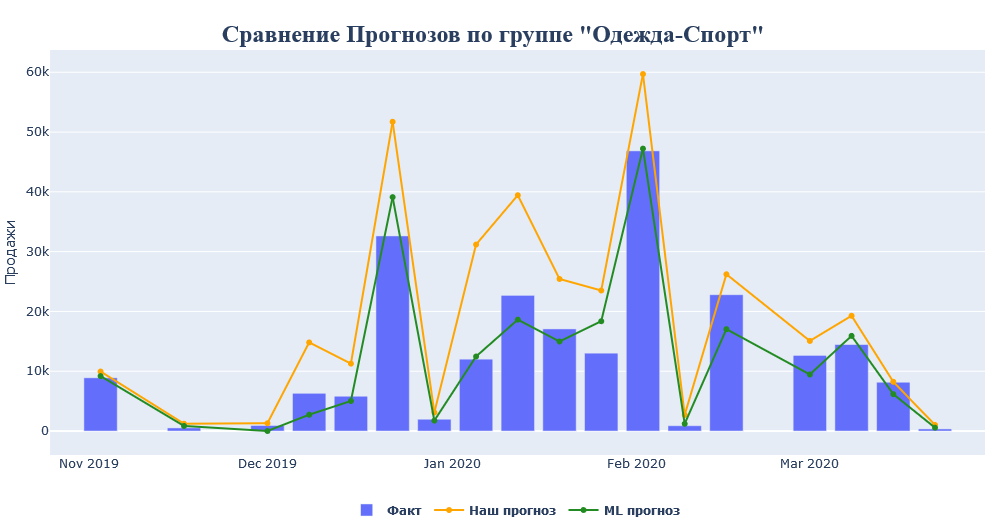 Сравнение Прогнозов по группе "Одежда-Спорт"
Продажи
60k
50k
40k
30k
20k
10k
0
Nov 2019 Dec 2019 Jan 2020 Feb 2020 Mar 2020
Факт Наш прогноз ML прогноз